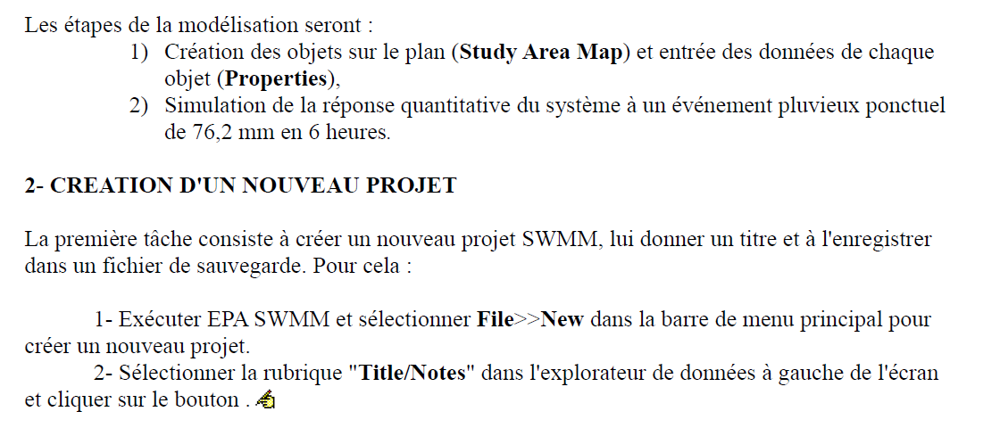 Les étapes de la modélisation seront :
1) Création des objets sur le plan (Study Area Map) et entrée des données de chaque
objet (Properties),
2) Simulation de la réponse quantitative du système à un événement pluvieux ponctuel
de 76,2 mm en 6 heures.
2- CREATION D'UN NOUVEAU PROJET
La première tâche consiste à créer un nouveau projet SWMM, lui donner un titre et à l'enregistrer
dans un fichier de sauvegarde. Pour cela :
1- Exécuter EPA SWMM et sélectionner File>>New dans la barre de menu principal pour
créer un nouveau projet.
2- Sélectionner la rubrique "Title/Notes" dans l'explorateur de données à gauche de l'écran
et cliquer sur le bouton .